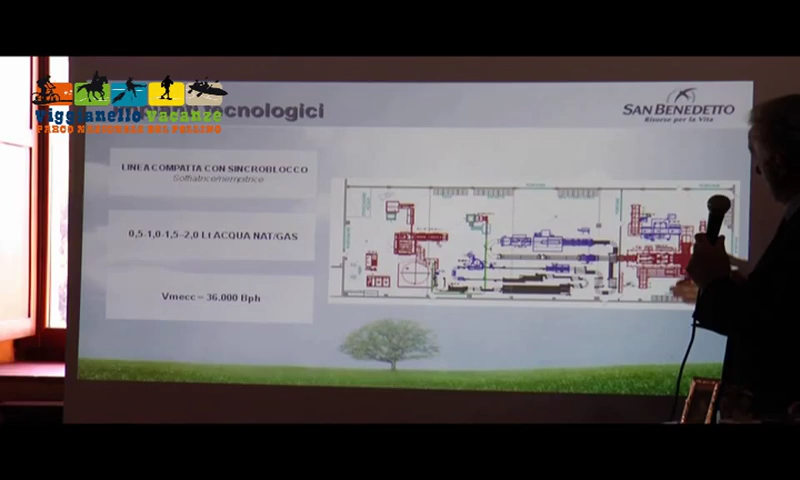 Viggianello Vacanze
PARCO NAZIONALE DEL POLLINO
Impianti tecnologici
SAN BENEDETTO
Risorse per la Vita
LINEA COMPATTA CON SINCROBLOCCO
Soffiatrice/riempitrice
0,5-1,0-1,5-2,0 Lt ACQUA NAT/GAS
Vmecc – 36.000 Bph